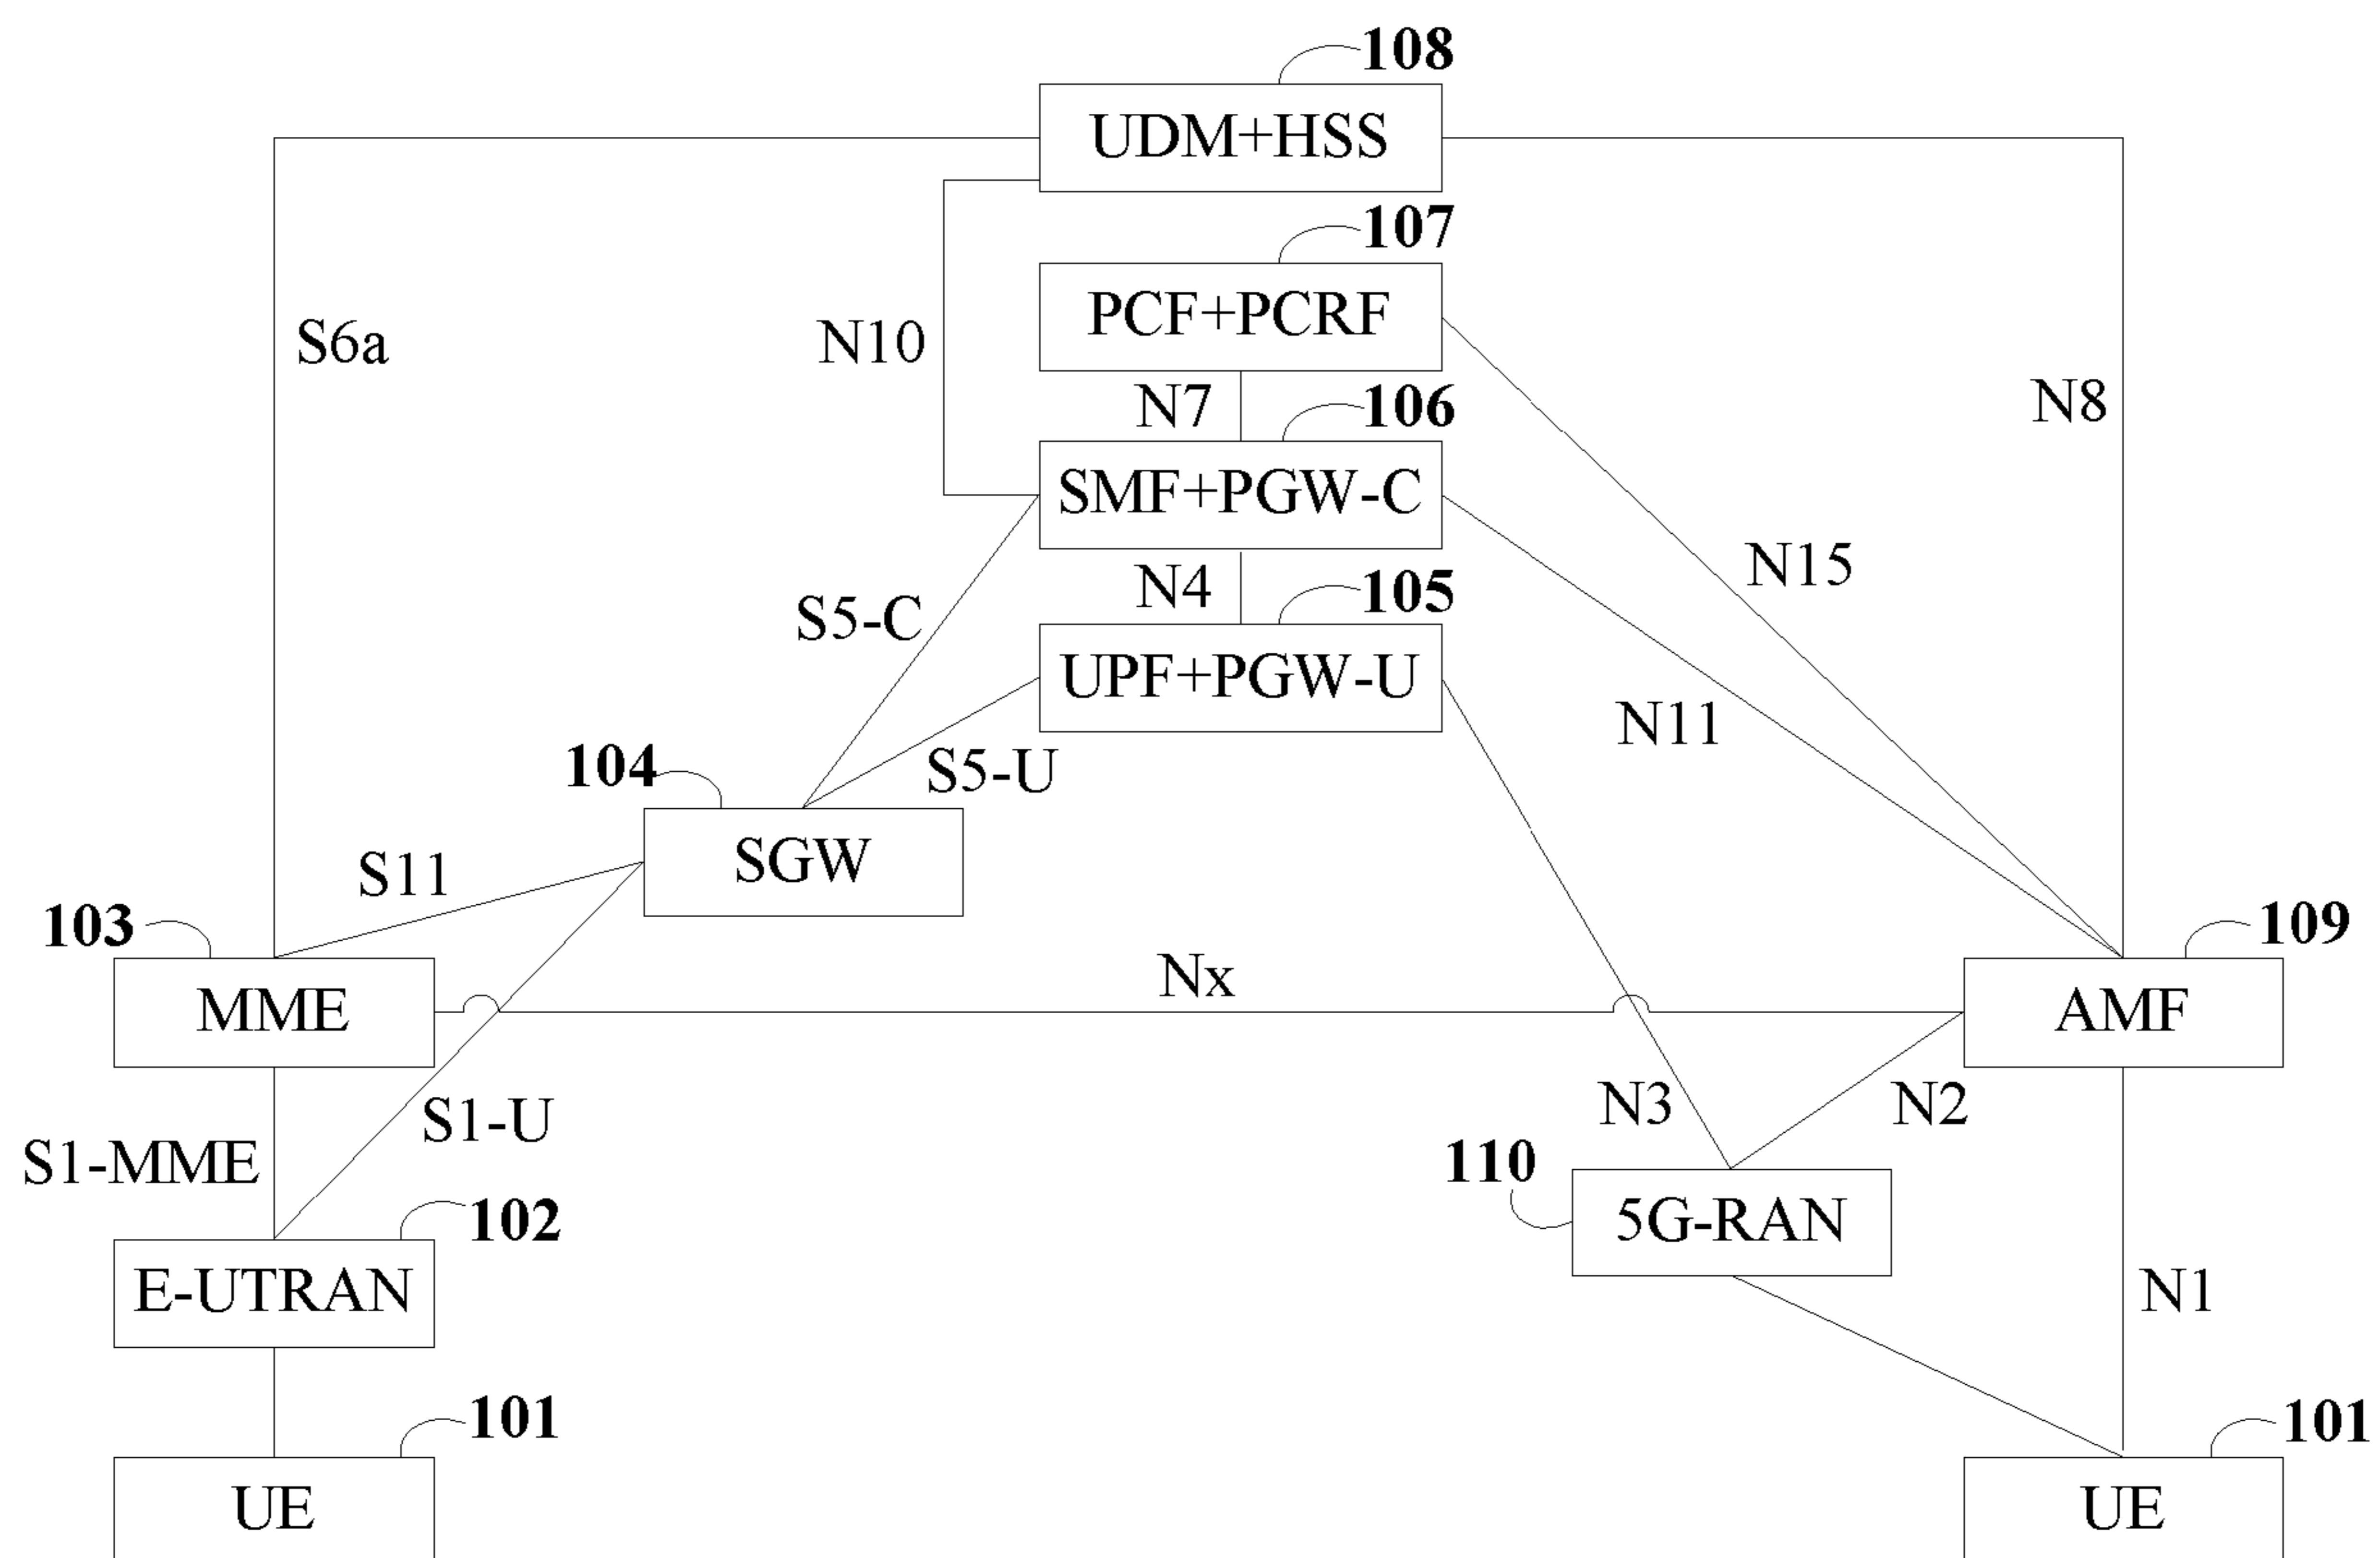 108
UDM+HSS
107
PCF+PCRF
S6a
N10
N8
N7
106
SMF+PGW-C
N15
N4
105
S5-C
UPF+PGW-U
N11
104
S5-U
SGW
S11
103
109
Nx
MME
AMF
N3
N2
S1-U
S1-MME
110
102
5G-RAN
E-UTRAN
N1
101
101
UE
UE